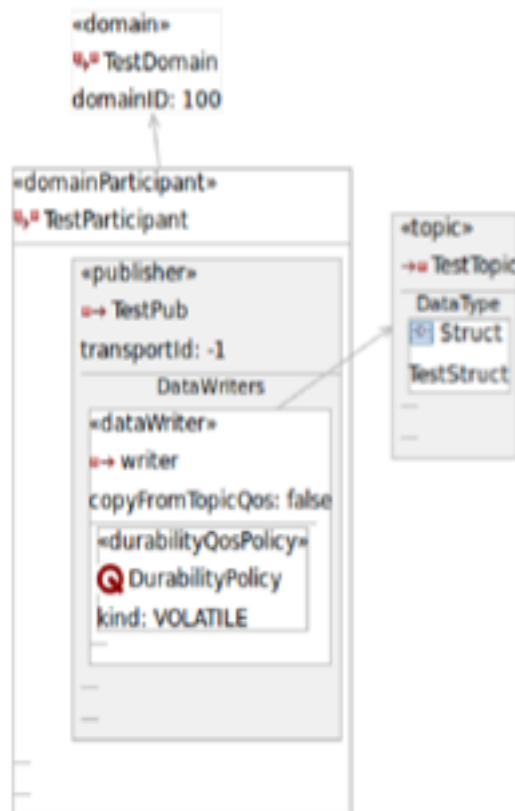 «domain»
TestDomain
domainID: 100
«domainParticipant»
TestParticipant
«publisher»
TestPub
transportId: -1
DataWriters
«dataWriter»
writer
copyFromTopicQos: false
«durabilityQosPolicy»
DurabilityPolicy
kind: VOLATILE
«topic»
TestTopic
DataType
Struct
TestStruct